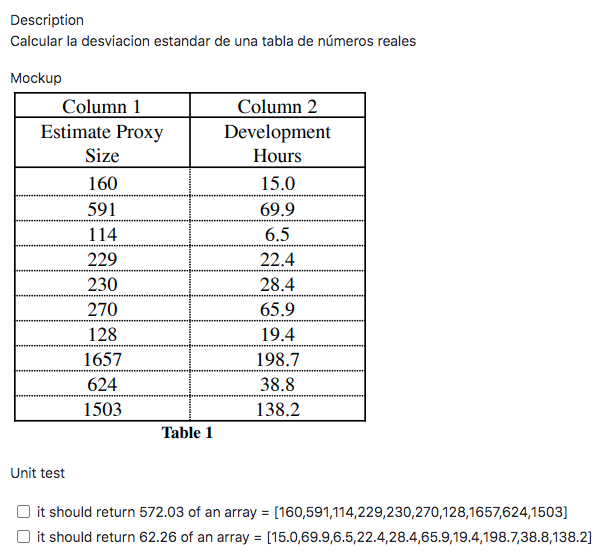 Description
Calcular la desviacion estandar de una tabla de números reales
Mockup
Column 1 Column 2
Estimate Proxy Development
Size Hours
160 15.0
591 69.9
114 6.5
229 22.4
230 28.4
270 65.9
128 19.4
1657 198.7
624 38.8
1503 138.2
Table 1
Unit test
it should return 572.03 of an array = [160,591,114,229,230,270,128,1657,624,1503]
it should return 62.26 of an array = [15.0,69.9,6.5,22.4,28.4,65.9,19.4,198.7,38.8,138.2]